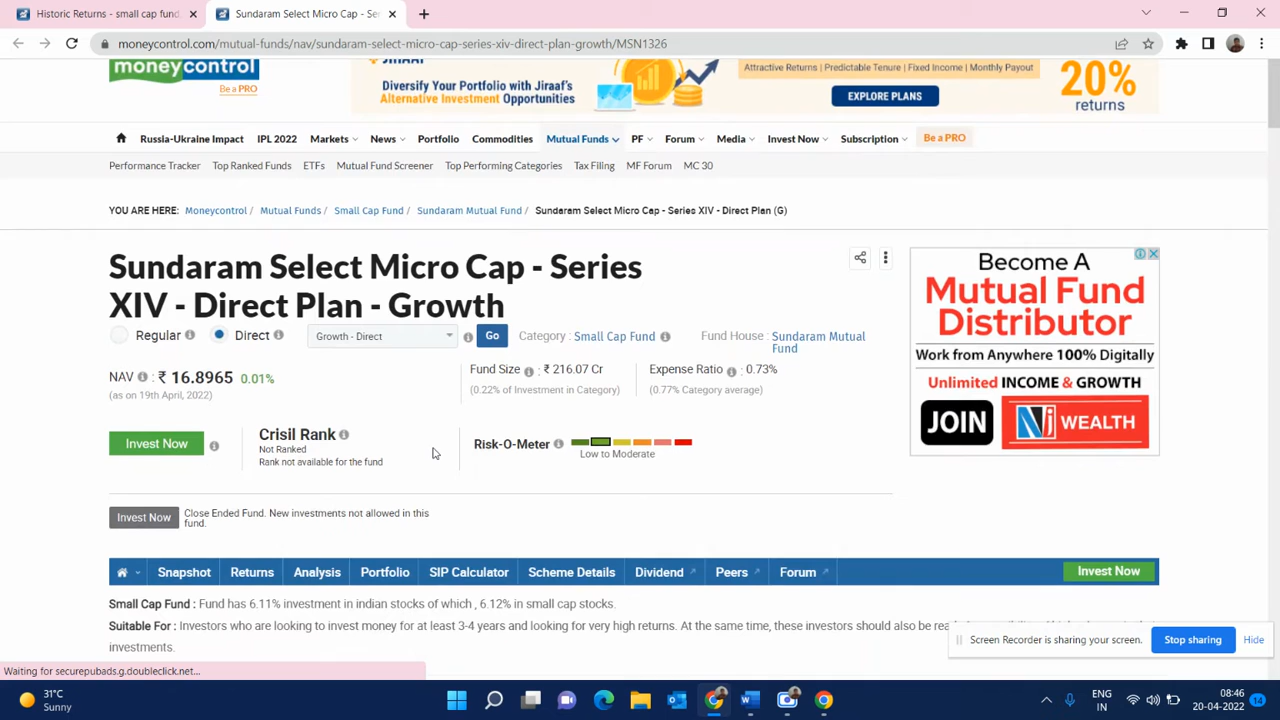 Historic Returns - small cap fund
Sundaram Select Micro Cap - Se
moneycontrol.com/mutual-funds/nav/sundaram-select-micro-cap-series-xiv-direct-plan-growth/MSN1326
moneycontrol
Be a PRO
JIRAAF
Diversify Your Portfolio with Jiraaf's
Alternative Investment Opportunities
Attractive Returns | Predictable Tenure | Fixed Income | Monthly Payout
EXPLORE PLANS
20%
returns
Russia-Ukraine Impact IPL 2022 Markets News Portfolio Commodities Mutual Funds PF Forum Media Invest Now Subscription Be a PRO
Performance Tracker Top Ranked Funds ETFs Mutual Fund Screener Top Performing Categories Tax Filing MF Forum MC 30
YOU ARE HERE: Moneycontrol / Mutual Funds / Small Cap Fund / Sundaram Mutual Fund / Sundaram Select Micro Cap - Series XIV - Direct Plan (G)
Sundaram Select Micro Cap - Series
XIV - Direct Plan - Growth
Regular Direct Growth - Direct Go Category : Small Cap Fund Fund House : Sundaram Mutual
Fund
NAV : ₹ 16.8965 0.01%
(as on 19th April, 2022)
Fund Size : ₹ 216.07 Cr
(0.22% of Investment in Category)
Expense Ratio : 0.73%
(0.77% Category average)
Invest Now
Crisil Rank
Not Ranked
Rank not available for the fund
Risk-O-Meter
Low to Moderate
Invest Now
Close Ended Fund. New investments not allowed in this
fund.
Become A
Mutual Fund
Distributor
Work from Anywhere 100% Digitally
Unlimited INCOME & GROWTH
JOIN Nj WEALTH
Snapshot Returns Analysis Portfolio SIP Calculator Scheme Details Dividend Peers Forum Invest Now
Small Cap Fund : Fund has 6.11% investment in indian stocks of which , 6.12% in small cap stocks.
Suitable For : Investors who are looking to invest money for at least 3-4 years and looking for very high returns. At the same time, these investors should also be
investments.
Screen Recorder is sharing your screen. Stop sharing Hide
Waiting for securepubads.g.doubleclick.net...
31°C
Sunny
ENG
IN
08:46
20-04-2022
14